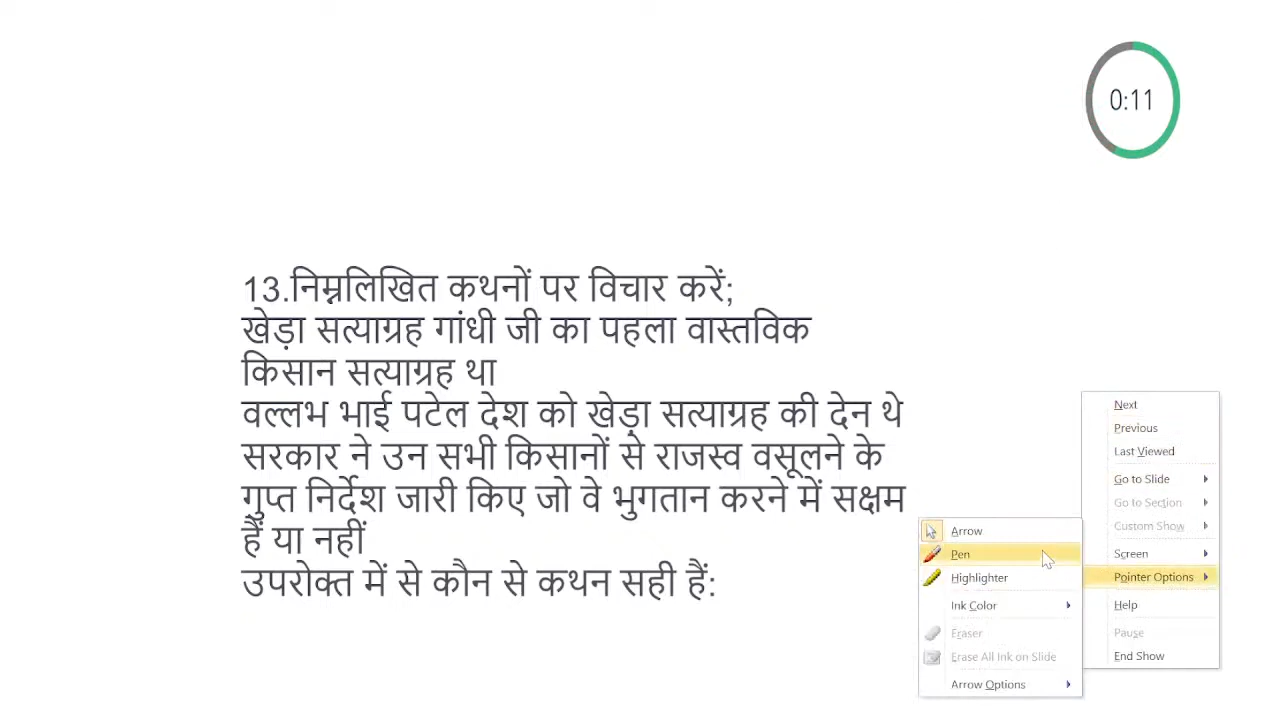 0:11
13.निम्नलिखित कथनों पर विचार करें;
खेड़ा सत्याग्रह गांधी जी का पहला वास्तविक
किसान सत्याग्रह था
वल्लभ भाई पटेल देश को खेड़ा सत्याग्रह की देन थे
सरकार ने उन सभी किसानों से राजस्व वसूलने के
गुप्त निर्देश जारी किए जो वे भुगतान करने में सक्षम
हैं या नहीं
उपरोक्त में से कौन से कथन सही हैं:
Next
Previous
Last Viewed
Go to Slide
Go to Section
Custom Show
Screen
Pointer Options
Help
Pause
End Show
Arrow
Pen
Highlighter
Ink Color
Eraser
Erase All Ink on Slide
Arrow Options